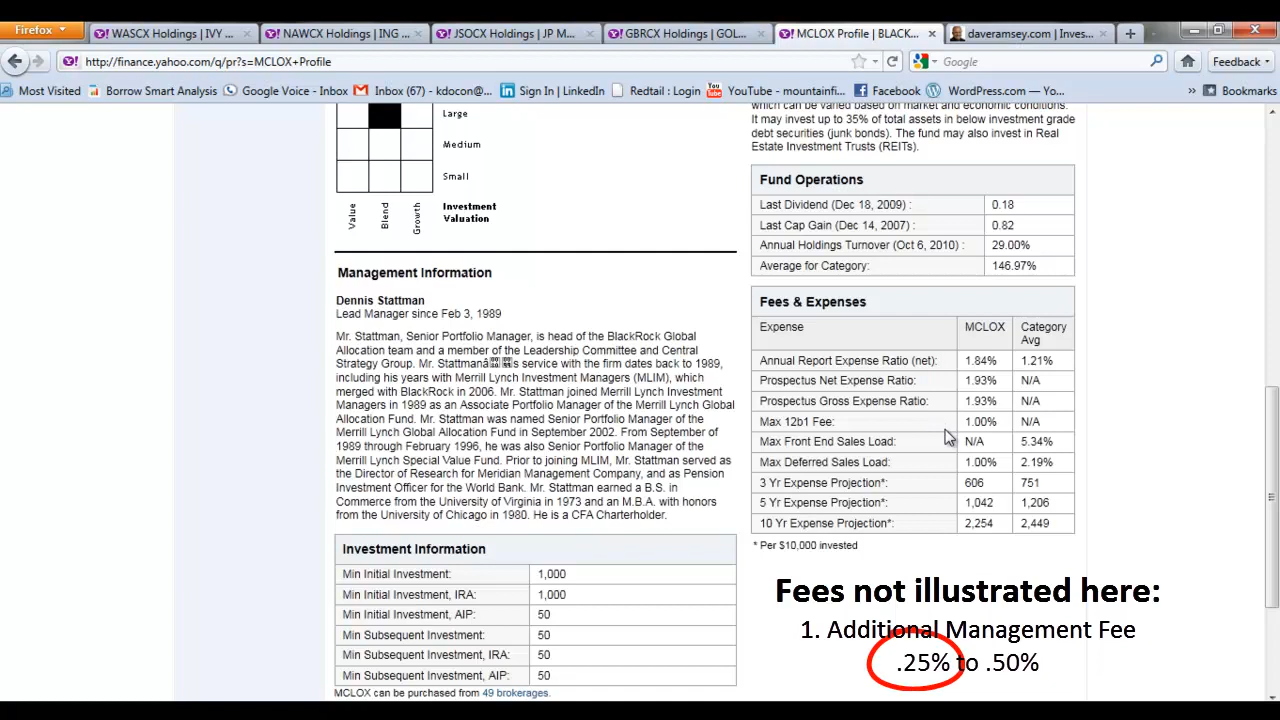 Firefox
WASCX Holdings | IVY ...
NAWCX Holdings | ING ...
JSOCX Holdings | JPM...
GBRCX Holdings | GOL...
MCLOX Profile | BLACK...
daveramsey.com | Inves...
http://finance.yahoo.com/q/pr?s=MCLOX+Profile
Google
Feedback
Most Visited
Borrow Smart Analysis
Google Voice - Inbox
Inbox (67) - kdocon@...
Sign In | LinkedIn
Redtail : Login
YouTube - mountainfi...
Facebook
WordPress.com — Yo...
Bookmarks
Large
Medium
Small
Value
Blend
Growth
Investment
Valuation
Management Information
Dennis Stattman
Lead Manager since Feb 3, 1989
Mr. Stattman, Senior Portfolio Manager, is head of the BlackRock Global
Allocation team and a member of the Leadership Committee and Central
Strategy Group. Mr. Stattmanâs service with the firm dates back to 1989,
including his years with Merrill Lynch Investment Managers (MLIM), which
merged with BlackRock in 2006. Mr. Stattman joined Merrill Lynch Investment
Managers in 1989 as an Associate Portfolio Manager of the Merrill Lynch Global
Allocation Fund. Mr. Stattman was named Senior Portfolio Manager of the
Merrill Lynch Global Allocation Fund in September 2002. From September of
1989 through February 1996, he was also Senior Portfolio Manager of the
Merrill Lynch Special Value Fund. Prior to joining MLIM, Mr. Stattman served as
the Director of Research for Meridian Management Company, and as Pension
Investment Officer for the World Bank. Mr. Stattman earned a B.S. in
Commerce from the University of Virginia in 1973 and an M.B.A. with honors
from the University of Chicago in 1980. He is a CFA Charterholder.
Investment Information
Min Initial Investment: 1,000
Min Initial Investment, IRA: 1,000
Min Initial Investment, AIP: 50
Min Subsequent Investment: 50
Min Subsequent Investment, IRA: 50
Min Subsequent Investment, AIP: 50
MCLOX can be purchased from 49 brokerages.
which can be varied based on market and economic conditions.
It may invest up to 35% of total assets in below investment grade
debt securities (junk bonds). The fund may also invest in Real
Estate Investment Trusts (REITs).
Fund Operations
Last Dividend (Dec 18, 2009) : 0.18
Last Cap Gain (Dec 14, 2007) : 0.82
Annual Holdings Turnover (Oct 6, 2010) : 29.00%
Average for Category: 146.97%
Fees & Expenses
Expense MCLOX Category
Avg
Annual Report Expense Ratio (net): 1.84% 1.21%
Prospectus Net Expense Ratio: 1.93% N/A
Prospectus Gross Expense Ratio: 1.93% N/A
Max 12b1 Fee: 1.00% N/A
Max Front End Sales Load: N/A 5.34%
Max Deferred Sales Load: 1.00% 2.19%
3 Yr Expense Projection*: 606 751
5 Yr Expense Projection*: 1,042 1,206
10 Yr Expense Projection*: 2,254 2,449
* Per $10,000 invested
Fees not illustrated here:
1. Additional Management Fee
.25% to .50%